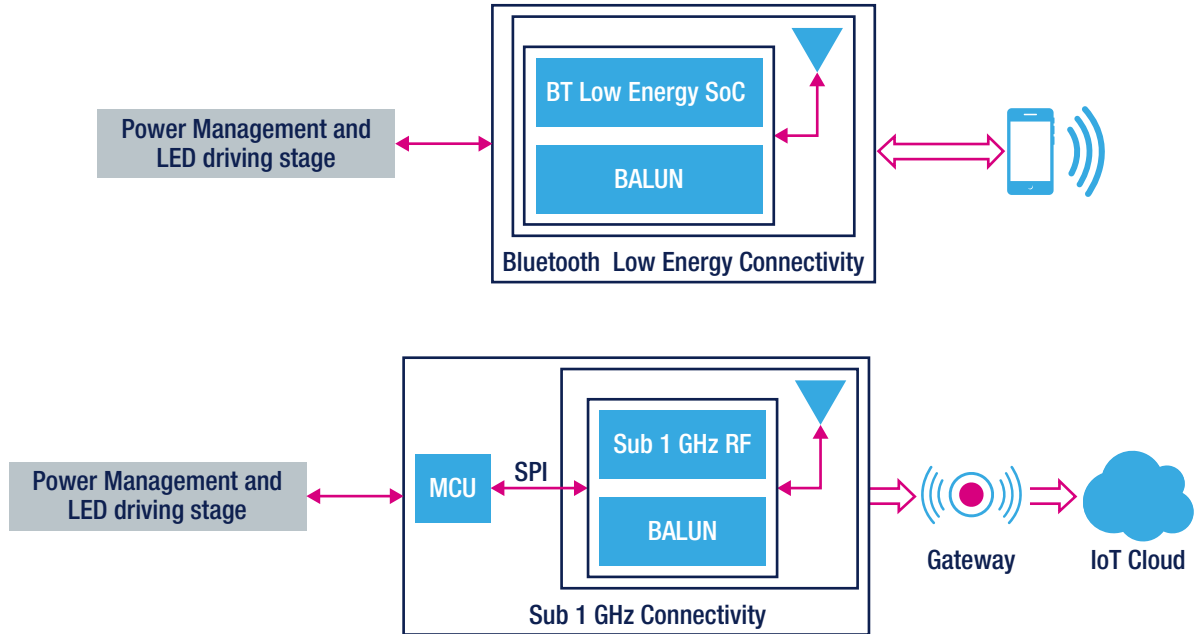 Power Management and
LED driving stage
BT Low Energy SoC
BALUN
Bluetooth Low Energy Connectivity
Power Management and
LED driving stage
MCU
SPI
Sub 1 GHz RF
BALUN
Sub 1 GHz Connectivity
Gateway
IoT Cloud